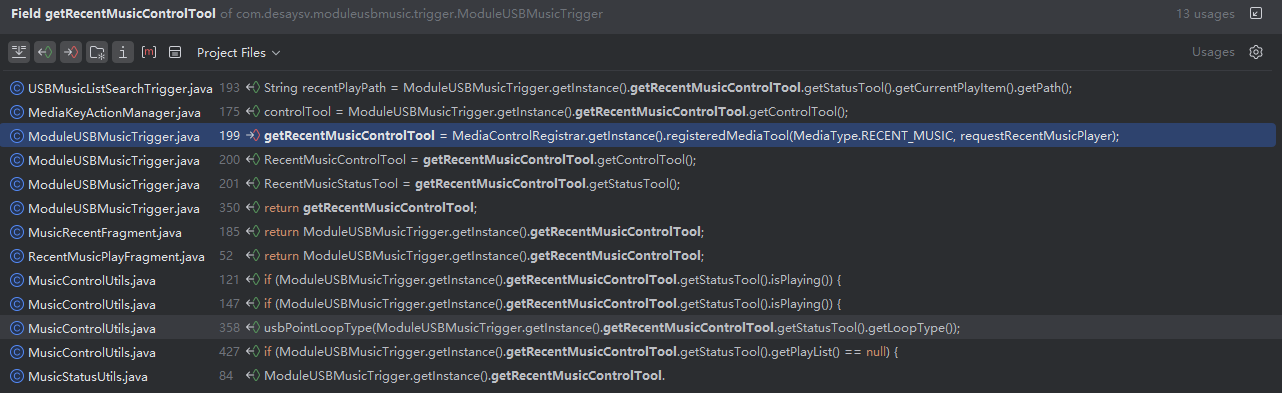 Field getRecentMusicControlTool of com.desaysv.moduleusbmusic.trigger.ModuleUSBMusicTrigger 13 usages
Project Files Usages
USBMusicListSearchTrigger.java 193 String recentPlayPath = ModuleUSBMusicTrigger.getInstance().getRecentMusicControlTool.getStatusTool().getCurrentPlayItem().getPath();
MediaKeyActionManager.java 175 controlTool = ModuleUSBMusicTrigger.getInstance().getRecentMusicControlTool.getControlTool();
ModuleUSBMusicTrigger.java 199 getRecentMusicControlTool = MediaControlRegistrar.getInstance().registeredMediaTool(MediaType.RECENT_MUSIC, requestRecentMusicPlayer);
ModuleUSBMusicTrigger.java 200 RecentMusicControlTool = getRecentMusicControlTool.getControlTool();
ModuleUSBMusicTrigger.java 201 RecentMusicStatusTool = getRecentMusicControlTool.getStatusTool();
ModuleUSBMusicTrigger.java 350 return getRecentMusicControlTool;
MusicRecentFragment.java 185 return ModuleUSBMusicTrigger.getInstance().getRecentMusicControlTool;
RecentMusicPlayFragment.java 52 return ModuleUSBMusicTrigger.getInstance().getRecentMusicControlTool;
MusicControlUtils.java 121 if (ModuleUSBMusicTrigger.getInstance().getRecentMusicControlTool.getStatusTool().isPlaying()) {
MusicControlUtils.java 147 if (ModuleUSBMusicTrigger.getInstance().getRecentMusicControlTool.getStatusTool().isPlaying()) {
MusicControlUtils.java 358 usbPointLoopType(ModuleUSBMusicTrigger.getInstance().getRecentMusicControlTool.getStatusTool().getLoopType());
MusicControlUtils.java 427 if (ModuleUSBMusicTrigger.getInstance().getRecentMusicControlTool.getStatusTool().getPlayList() == null) {
MusicStatusUtils.java 84 ModuleUSBMusicTrigger.getInstance().getRecentMusicControlTool.